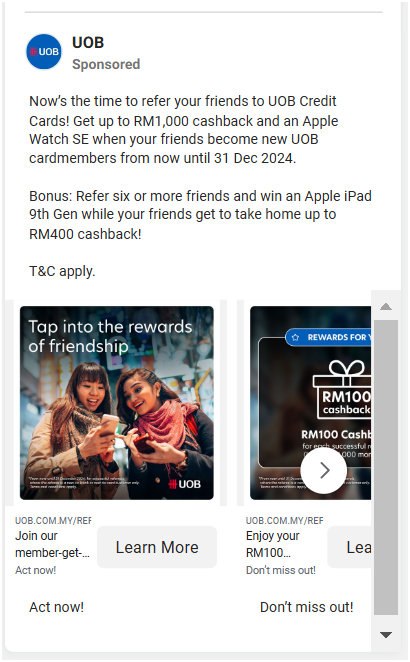 UOB
UOB
Sponsored
Now’s the time to refer your friends to UOB Credit
Cards! Get up to RM1,000 cashback and an Apple
Watch SE when your friends become new UOB
cardmembers from now until 31 Dec 2024.
Bonus: Refer six or more friends and win an Apple iPad
9th Gen while your friends get to take home up to
RM400 cashback!
T&C apply.
Tap into the rewards
of friendship
UOB
REWARDS FOR Y
RM100
cashback
RM100 Cashb
for each successful r
UOB.COM.MY/REF
Join our
member-get-...
Act now!
Learn More
UOB.COM.MY/REF
Enjoy your
RM100...
Don’t miss out!
Lea
Act now!
Don’t miss out!